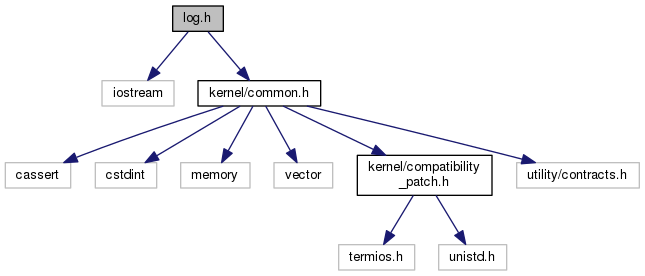 log.h
iostream
kernel/common.h
cassert
cstdint
memory
vector
kernel/compatibility
_patch.h
utility/contracts.h
termios.h
unistd.h